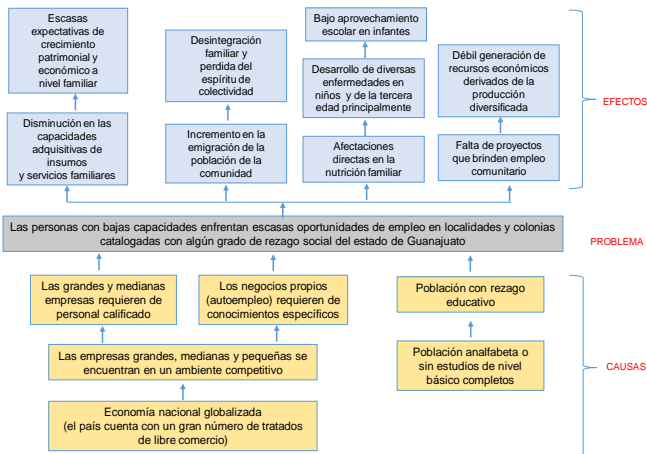 Escasas
expectativas de
crecimiento
patrimonial y
económico a
nivel familiar
Desintegración
familiar y
perdida del
espíritu de
colectividad
Bajo aprovechamiento
escolar en infantes
Desarrollo de diversas
enfermedades en
niños y de la tercera
edad principalmente
Débil generación de
recursos económicos
derivados de la
producción
diversificada
EFECTOS
Disminución en las
capacidades
adquisitivas de
insumos
y servicios familiares
Incremento en la
emigración de la
población de la
comunidad
Afectaciones
directas en la
nutrición familiar
Falta de proyectos
que brinden empleo
comunitario
Las personas con bajas capacidades enfrentan escasas oportunidades de empleo en localidades y colonias
catalogadas con algún grado de rezago social del estado de Guanajuato
PROBLEMA
Las grandes y medianas
empresas requieren de
personal calificado
Los negocios propios
(autoempleo) requieren de
conocimientos específicos
Población con rezago
educativo
Las empresas grandes, medianas y pequeñas se
encuentran en un ambiente competitivo
Población analfabeta o
sin estudios de nivel
básico completos
CAUSAS
Economía nacional globalizada
(el país cuenta con un gran número de tratados
de libre comercio)